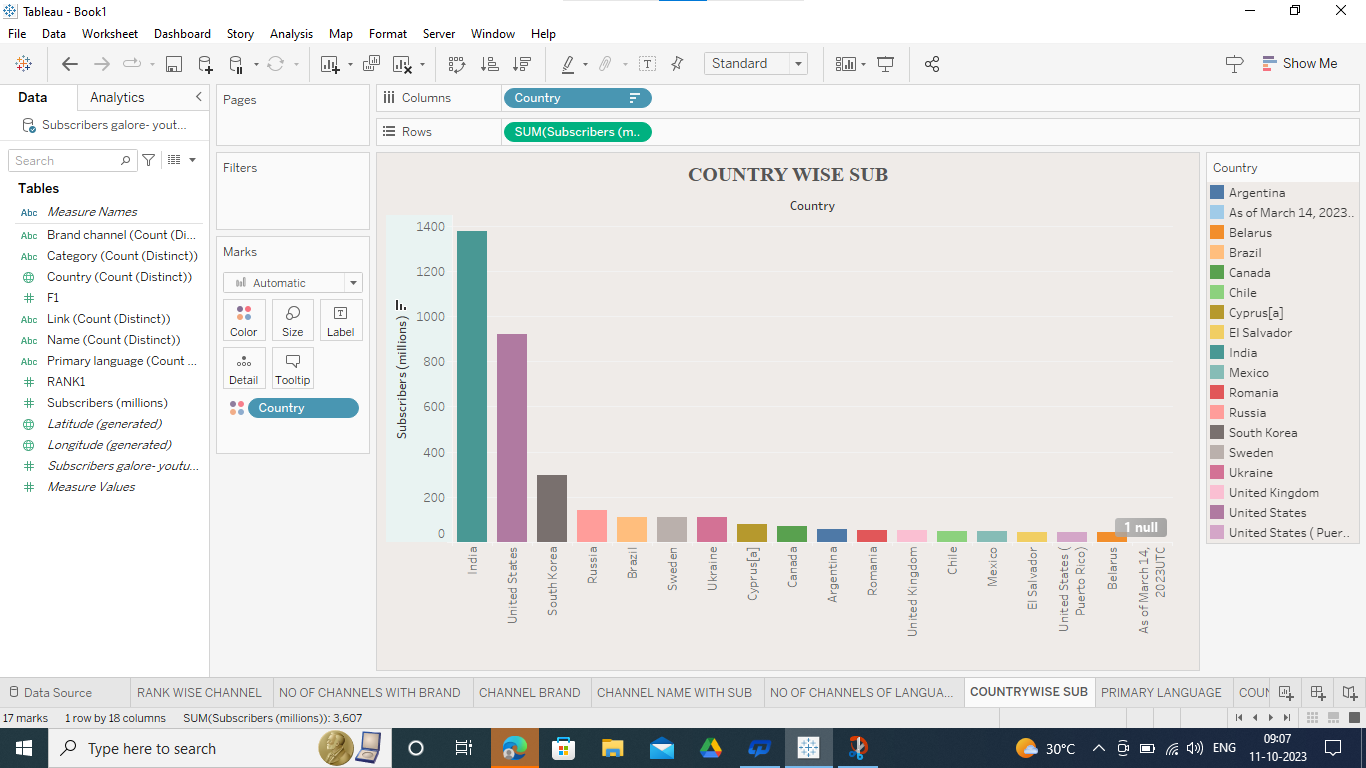 Tableau - Book1
File Data Worksheet Dashboard Story Analysis Map Format Server Window Help
Standard
Show Me
Data Analytics
Subscribers galore- yout...
Search
Tables
Abc Measure Names
Abc Brand channel (Count (Di...
Abc Category (Count (Distinct))
Country (Count (Distinct))
# F1
Abc Link (Count (Distinct))
Abc Name (Count (Distinct))
Abc Primary language (Count ...
# RANK1
# Subscribers (millions)
Latitude (generated)
Longitude (generated)
# Subscribers galore- youtu...
# Measure Values
Pages
Filters
Marks
Automatic
Color Size Label
Detail Tooltip
Country
Columns Country
Rows SUM(Subscribers (m..
COUNTRY WISE SUB
Country
Subscribers (millions)
1400
1200
1000
800
600
400
200
0
1 null
India
United States
South Korea
Russia
Brazil
Sweden
Ukraine
Cyprus[a]
Canada
Argentina
Romania
United Kingdom
Chile
Mexico
El Salvador
United States (
Puerto Rico)
Belarus
As of March 14,
2023UTC
Country
Argentina
As of March 14, 2023..
Belarus
Brazil
Canada
Chile
Cyprus[a]
El Salvador
India
Mexico
Romania
Russia
South Korea
Sweden
Ukraine
United Kingdom
United States
United States ( Puer..
Data Source RANK WISE CHANNEL NO OF CHANNELS WITH BRAND CHANNEL BRAND CHANNEL NAME WITH SUB NO OF CHANNELS OF LANGUA... COUNTRYWISE SUB PRIMARY LANGUAGE COUN
17 marks 1 row by 18 columns SUM(Subscribers (millions)): 3,607
Type here to search
30°C
ENG
09:07
11-10-2023